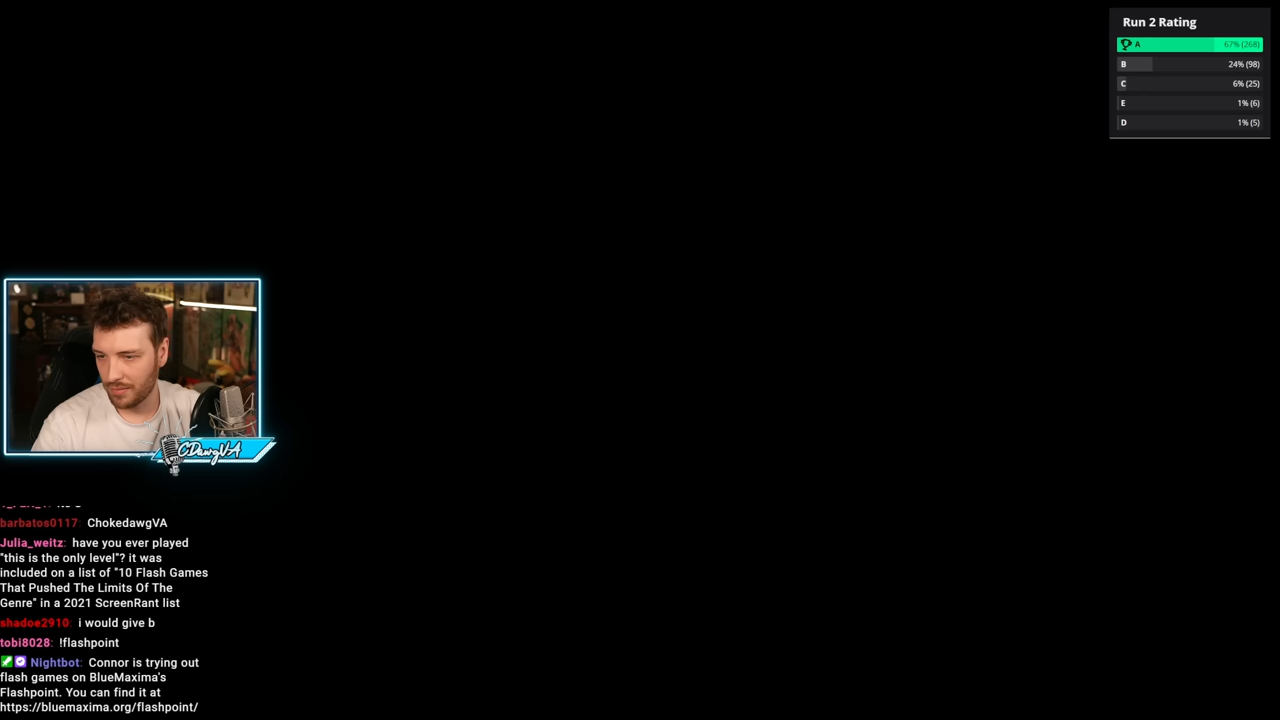 Run 2 Rating
A 67% (268)
B 24% (98)
C 6% (25)
E 1% (6)
D 1% (5)
CDawgVA
barbatos0117: ChokedawgVA
Julia_weitz: have you ever played
"this is the only level"? it was
included on a list of "10 Flash Games
That Pushed The Limits Of The
Genre" in a 2021 ScreenRant list
shadoe2910: i would give b
tobi8028: !flashpoint
Nightbot: Connor is trying out
flash games on BlueMaxima's
Flashpoint. You can find it at
https://bluemaxima.org/flashpoint/